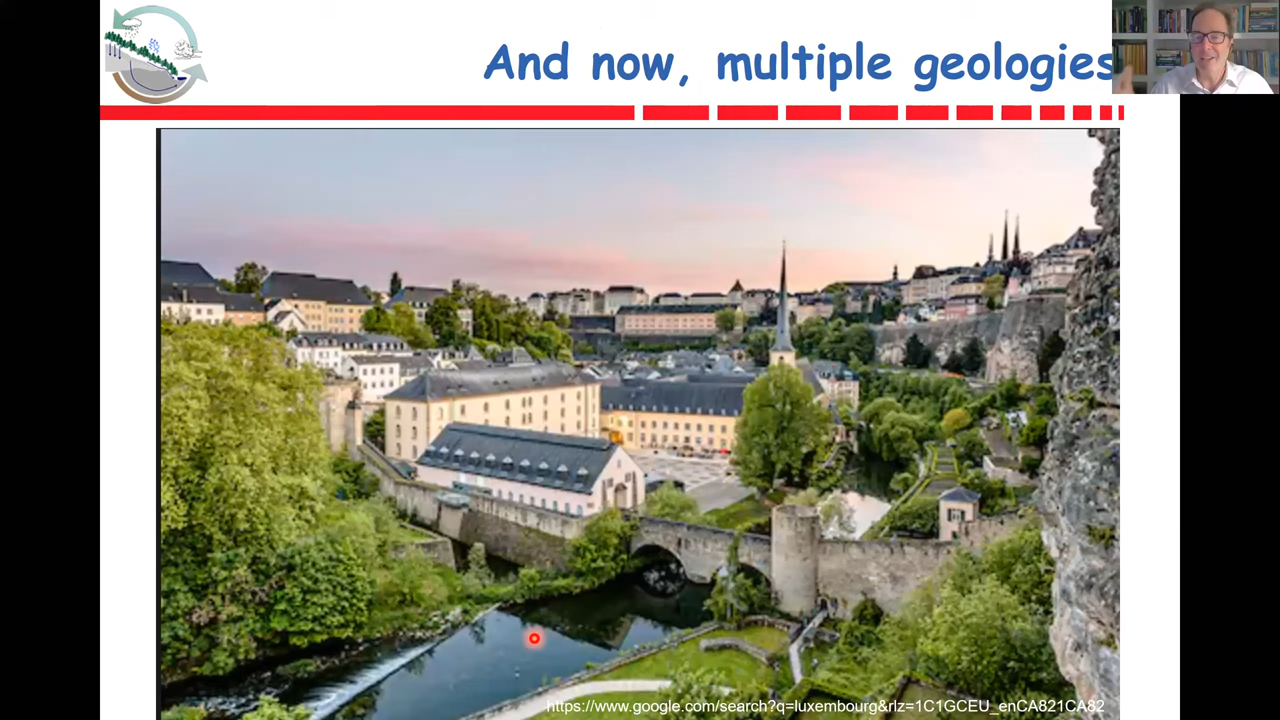 And now, multiple geologies
https://www.google.com/search?q=luxembourg&rlz=1C1GCEU_enCA821CA82